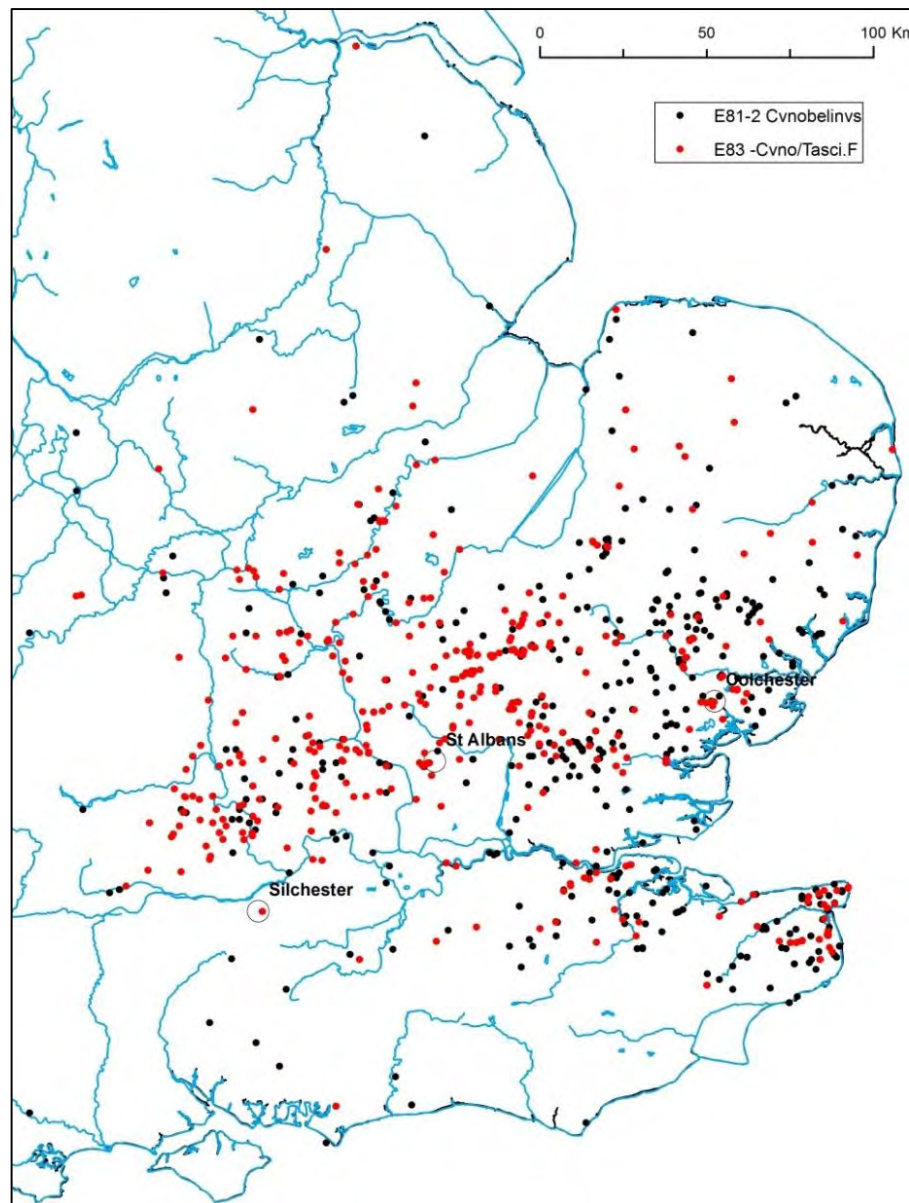 0 50 100 Km
E81-2 Cvnobelinvs
E83 -Cvno/Tasci.F
Colchester
St Albans
Silchester